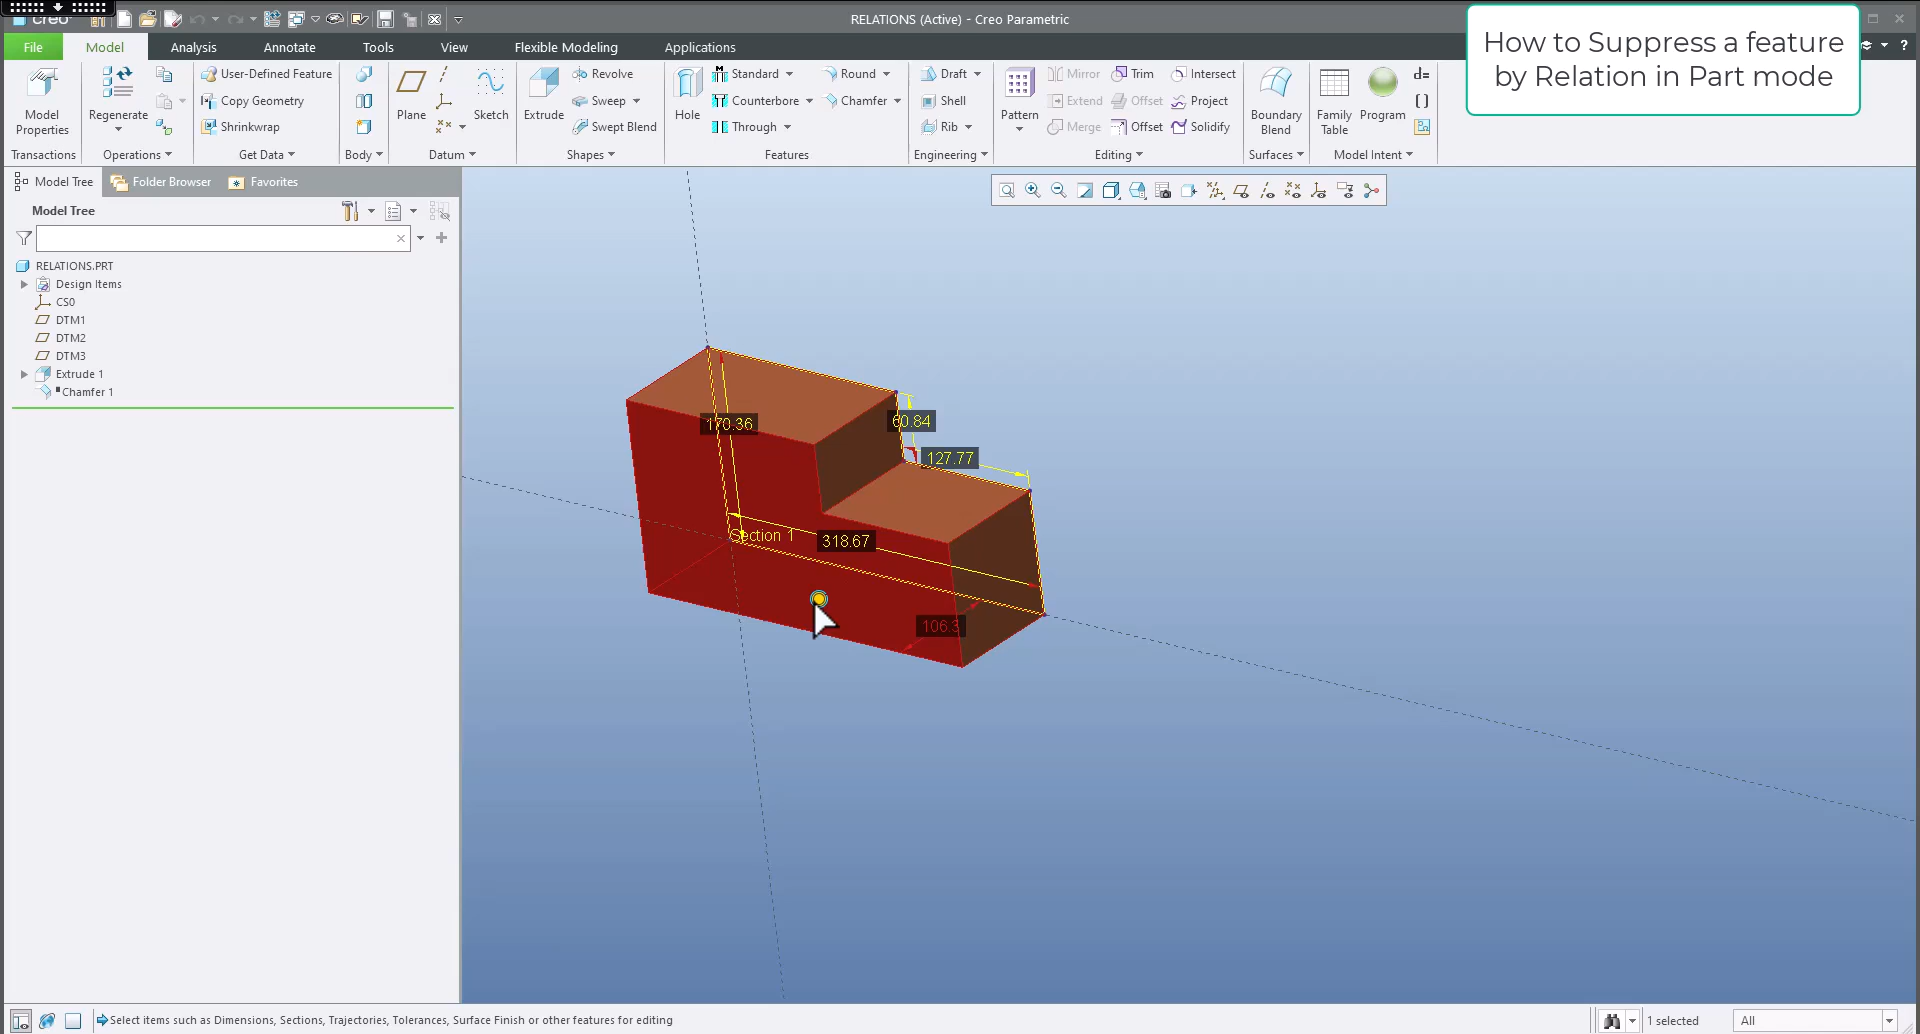 creo
RELATIONS (Active) - Creo Parametric
How to Suppress a feature
by Relation in Part mode
File
Model
Analysis
Annotate
Tools
View
Flexible Modeling
Applications
Model
Properties
Transactions
Regenerate
Operations
User-Defined Feature
Copy Geometry
Shrinkwrap
Get Data
Body
Plane
Sketch
Datum
Extrude
Revolve
Sweep
Swept Blend
Shapes
Hole
Standard
Counterbore
Through
Round
Chamfer
Features
Draft
Shell
Rib
Engineering
Pattern
Mirror
Extend
Merge
Trim
Offset
Offset
Intersect
Project
Solidify
Editing
Boundary
Blend
Surfaces
Family
Table
Program
d=
[ ]
Model Intent
Model Tree
Folder Browser
Favorites
Model Tree
RELATIONS.PRT
Design Items
CS0
DTM1
DTM2
DTM3
Extrude 1
Chamfer 1
170.36
60.84
127.77
Section 1
318.67
106.3
Select items such as Dimensions, Sections, Trajectories, Tolerances, Surface Finish or other features for editing
1 selected
All